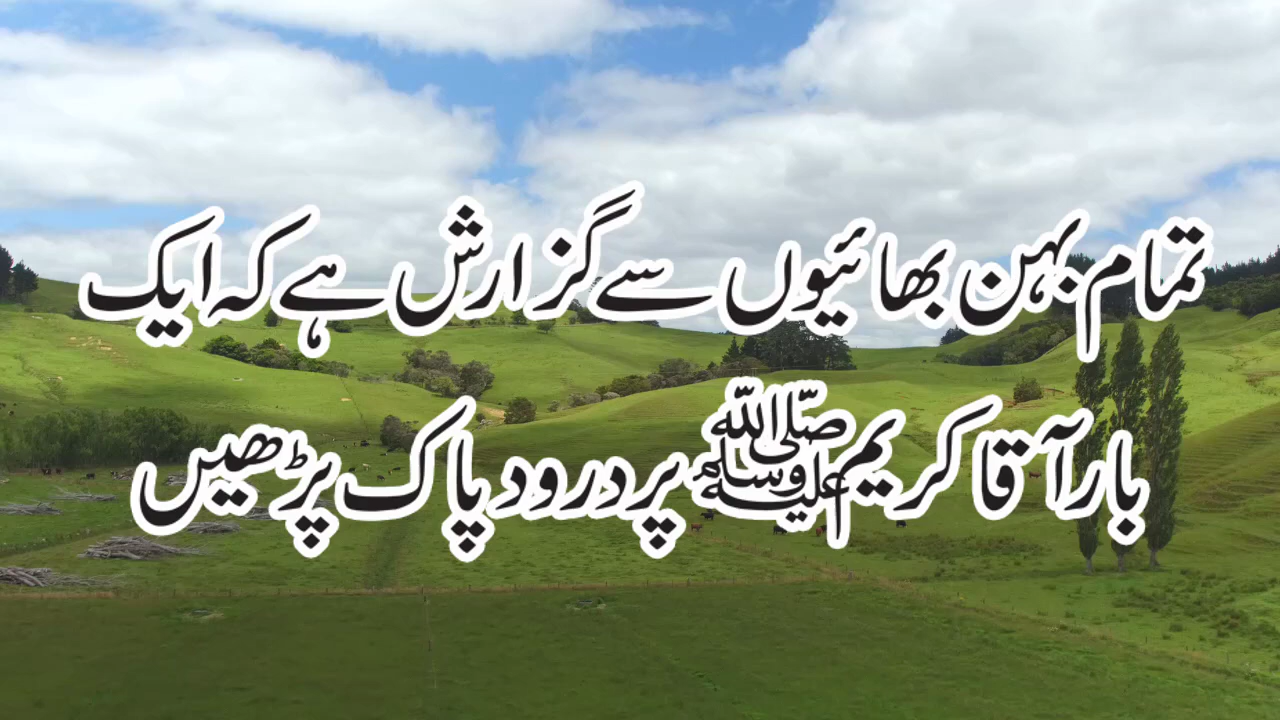 تمام بہن بھائیوں سے گزارش ہے کہ ایک
بار آقا کریم ﷺ پر درود پاک پڑھیں